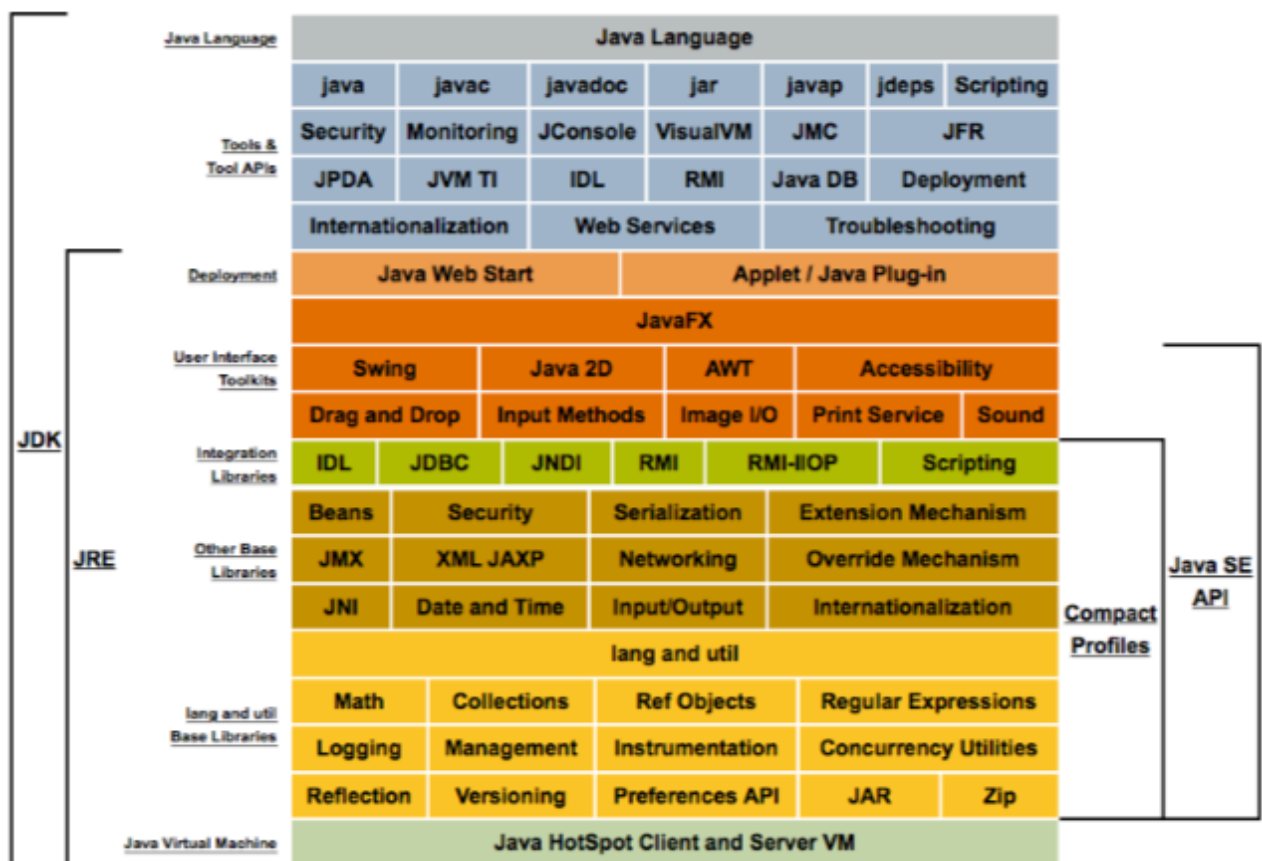 Java Language
Java Language
java javac javadoc jar javap jdeps Scripting
Tools &
Tool APIs
Security Monitoring JConsole VisualVM JMC JFR
JPDA JVM TI IDL RMI Java DB Deployment
Internationalization Web Services Troubleshooting
Deployment
Java Web Start Applet / Java Plug-in
JavaFX
User Interface
Toolkits
Swing Java 2D AWT Accessibility
Drag and Drop Input Methods Image I/O Print Service Sound
JDK
Integration
Libraries
IDL JDBC JNDI RMI RMI-IIOP Scripting
Beans Security Serialization Extension Mechanism
JRE
Other Base
Libraries
JMX XML JAXP Networking Override Mechanism
Java SE
API
JNI Date and Time Input/Output Internationalization
Compact
Profiles
lang and util
lang and util
Base Libraries
Math Collections Ref Objects Regular Expressions
Logging Management Instrumentation Concurrency Utilities
Reflection Versioning Preferences API JAR Zip
Java Virtual Machine
Java HotSpot Client and Server VM